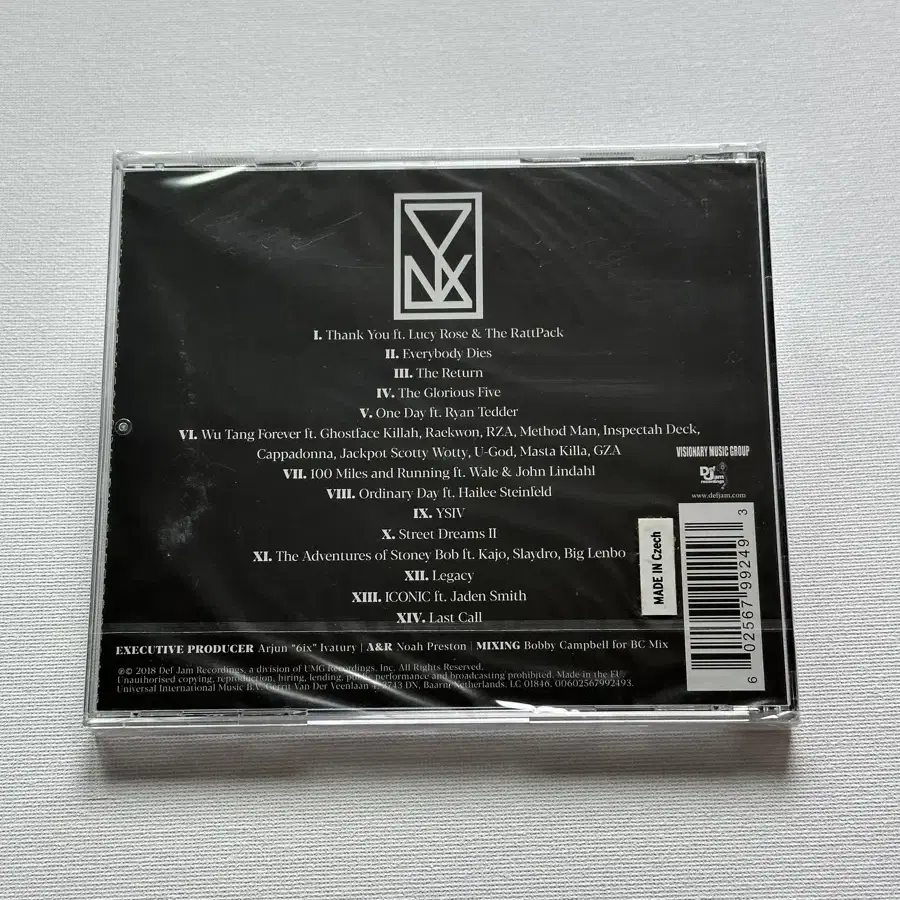 I. Thank You ft. Lucy Rose & The RattPack
II. Everybody Dies
III. The Return
IV. The Glorious Five
V. One Day ft. Ryan Tedder
VI. Wu Tang Forever ft. Ghostface Killah, Raekwon, RZA, Method Man, Inspectah Deck,
Cappadonna, Jackpot Scotty Wotty, U-God, Masta Killa, GZA
VII. 100 Miles and Running ft. Wale & John Lindahl
VIII. Ordinary Day ft. Hailee Steinfeld
IX. YSIV
X. Street Dreams II
XI. The Adventures of Stoney Bob ft. Kajo, Slaydro, Big Lenbo
XII. Legacy
XIII. ICONIC ft. Jaden Smith
XIV. Last Call
VISIONARY MUSIC GROUP
Def Jam
recordings
www.defjam.com
MADE IN Czech
6 02567 99249 3
EXECUTIVE PRODUCER Arjun "6ix" Ivatury | A&R Noah Preston | MIXING Bobby Campbell for BC Mix
℗© 2018 Def Jam Recordings, a division of UMG Recordings, Inc. All Rights Reserved.
Unauthorised copying, reproduction, hiring, lending, public performance and broadcasting prohibited. Made in the EU.
Universal International Music B.V., Gerrit Van Der Veenlaan 4, 3743 DN, Baarn Netherlands. LC 01846. 00602567992493.